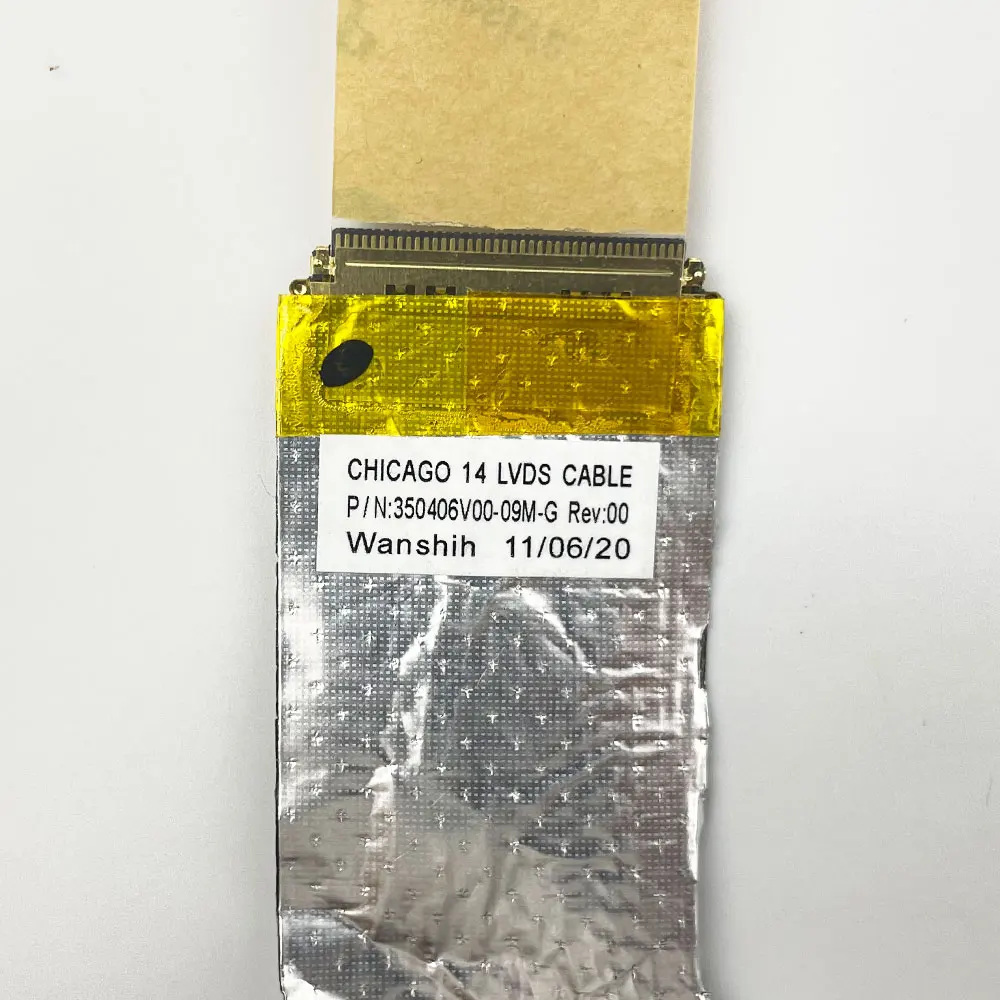 CHICAGO 14 LVDS CABLE
P/N:350406V00-09M-G Rev:00
Wanshih 11/06/20